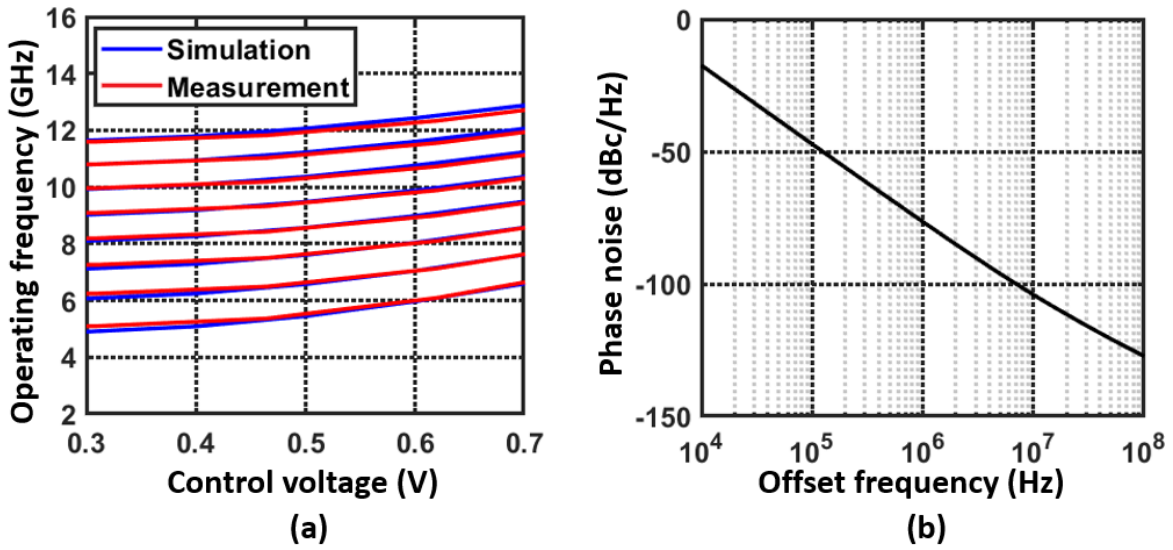 Operating frequency (GHz)
16
14
12
10
8
6
4
2
Simulation
Measurement
0.3 0.4 0.5 0.6 0.7
Control voltage (V)
(a)
Phase noise (dBc/Hz)
0
-50
-100
-150
10^4 10^5 10^6 10^7 10^8
Offset frequency (Hz)
(b)